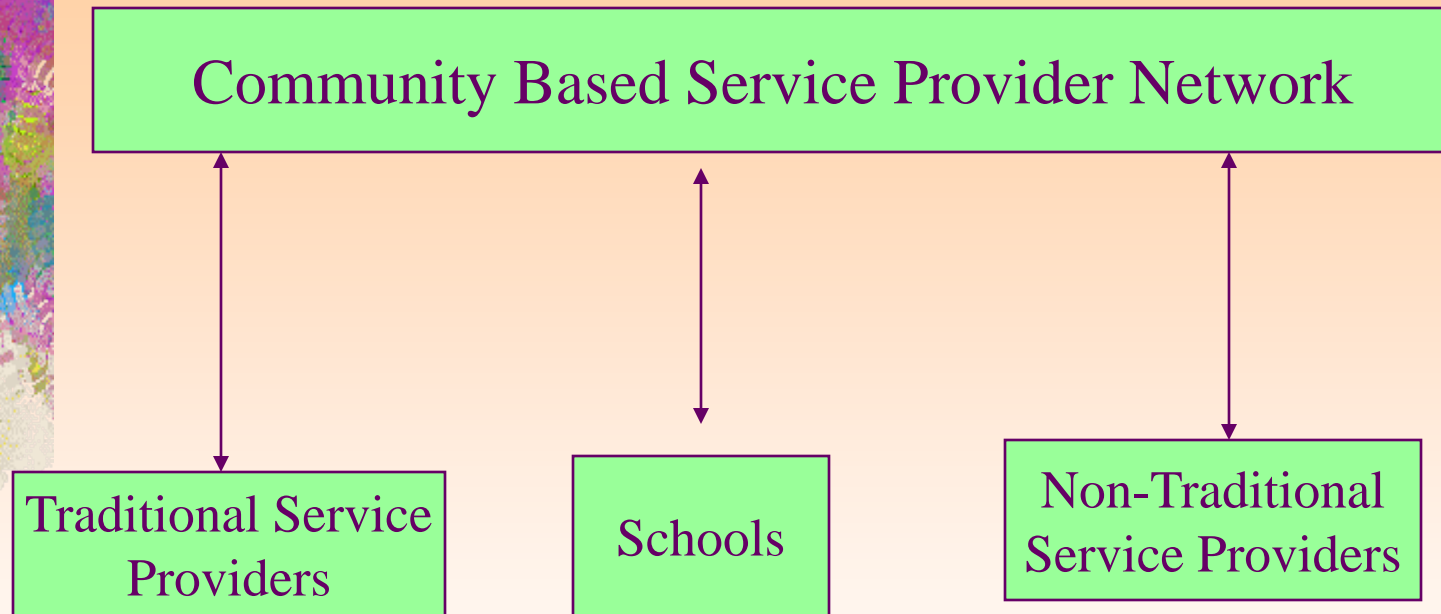 Community Based Service Provider Network
Traditional Service
Providers
Schools
Non-Traditional
Service Providers